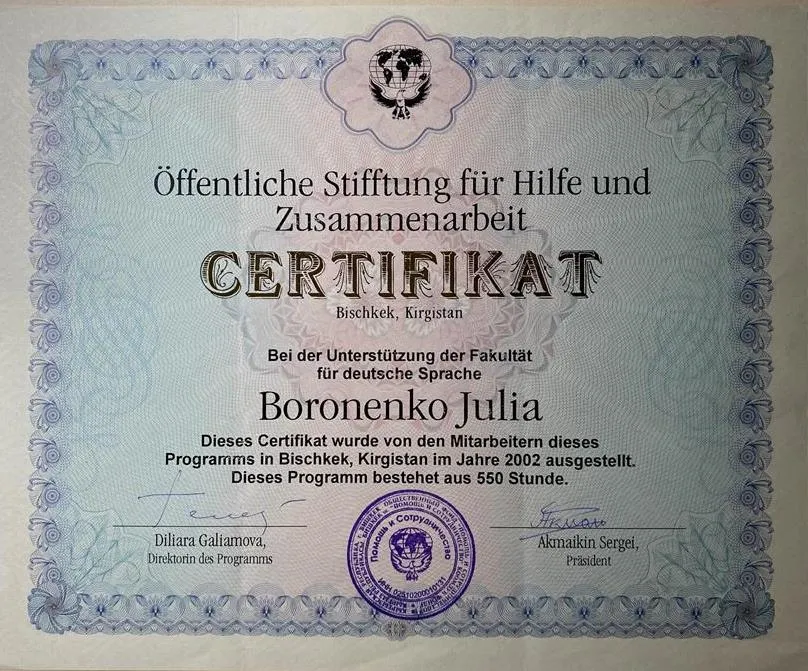 Öffentliche Stifftung für Hilfe und
Zusammenarbeit
CERTIFIKAT
Bischkek, Kirgistan
Bei der Unterstützung der Fakultät
für deutsche Sprache
Boronenko Julia
Dieses Certifikat wurde von den Mitarbeitern dieses
Programms in Bischkek, Kirgistan im Jahre 2002 ausgestellt.
Dieses Programm bestehet aus 550 Stunde.
Diliara Galiamova,
Direktorin des Programms
Akmaikin Sergei,
Präsident
Помощь и Сотрудничество
ИНН 02510200010131